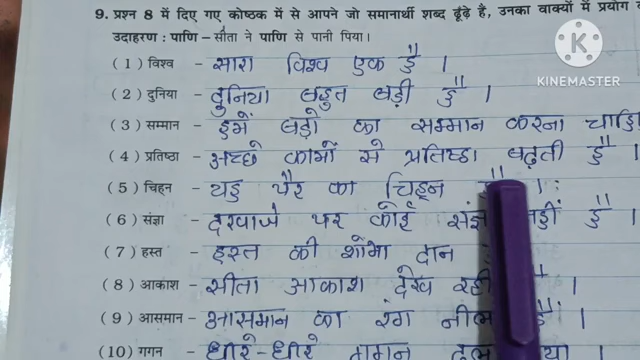 9. प्रश्न 8 में दिए गए कोष्ठक में से आपने जो समानार्थी शब्द ढूंढ़े है, उनका वाक्यों में प्रयोग
उदाहरण : पाणि – सीता ने पाणि से पानी पिया।
KINEMASTER
(1) विश्व - सारा विश्व एक है ।
(2) दुनिया - दुनिया बहुत बड़ी है ।
(3) सम्मान - हमें बड़ो का सम्मान करना
(4) प्रतिष्ठा - अच्छे कामों से प्रतिष्ठा बढ़ती है ।
(5) चिह्न - यह पैर का चिह्न है ।
(6) संज्ञा - दरवाजे पर कोई है ।
(7) हस्त - हस्त की शोभा दान
(8) आकाश - सीता आकाश देख
(9) आसमान - आसमान का रंग है ।
(10) गगन - धीरे-धीरे